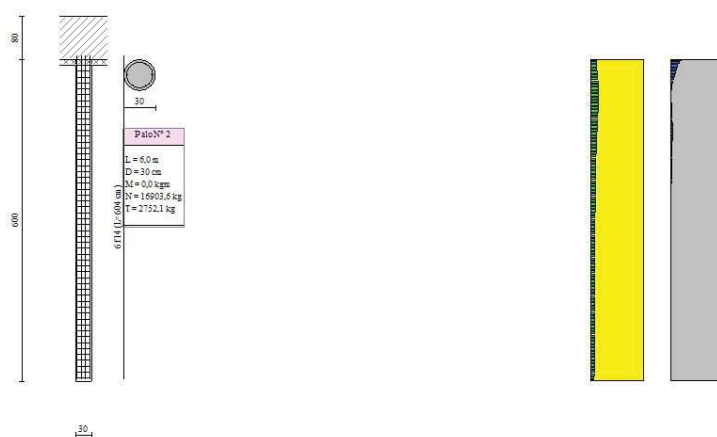 80
30
Palo N° 2
L = 6,0 m
D = 30 cm
M = 0,0 kgm
N = 16903,6 kg
T = 2752,1 kg
6f14 (L=604 cm)
600
30